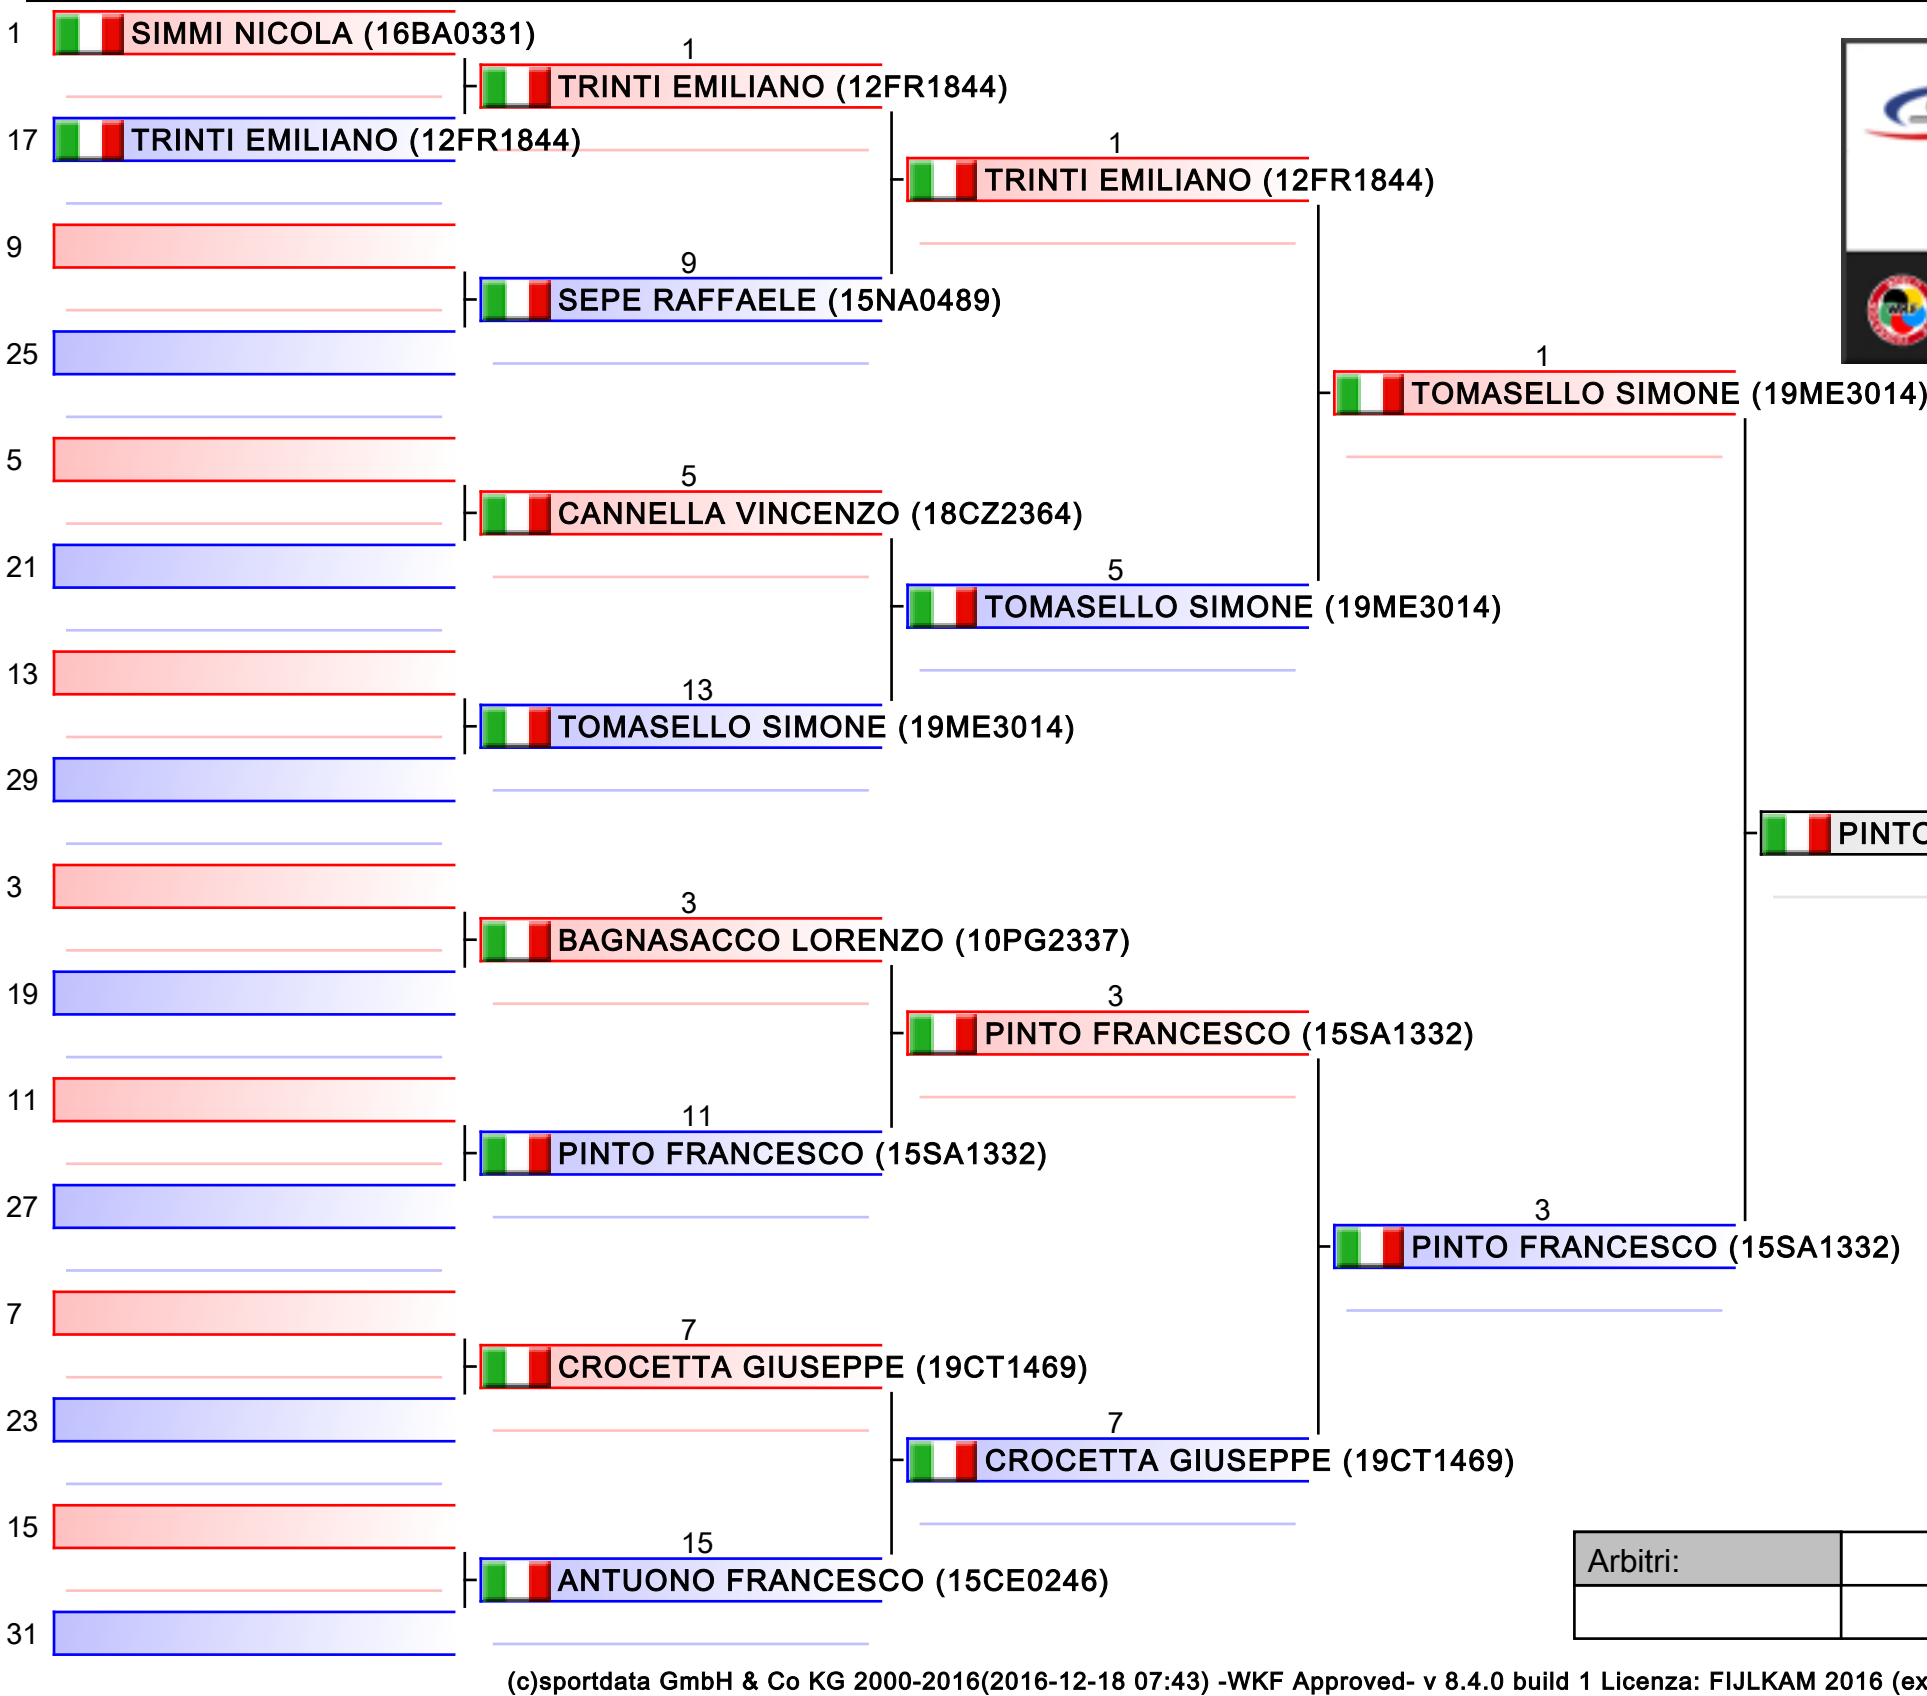 1 SIMMI NICOLA (16BA0331)
1
TRINTI EMILIANO (12FR1844)
17 TRINTI EMILIANO (12FR1844)
1
TRINTI EMILIANO (12FR1844)
9
9
SEPE RAFFAELE (15NA0489)
25
1
TOMASELLO SIMONE (19ME3014)
5
5
CANNELLA VINCENZO (18CZ2364)
21
5
TOMASELLO SIMONE (19ME3014)
13
13
TOMASELLO SIMONE (19ME3014)
29
PINTO
3
3
BAGNASACCO LORENZO (10PG2337)
19
3
PINTO FRANCESCO (15SA1332)
11
11
PINTO FRANCESCO (15SA1332)
27
3
PINTO FRANCESCO (15SA1332)
7
7
CROCETTA GIUSEPPE (19CT1469)
23
7
CROCETTA GIUSEPPE (19CT1469)
15
15
ANTUONO FRANCESCO (15CE0246)
31
Arbitri:
(c)sportdata GmbH & Co KG 2000-2016(2016-12-18 07:43) -WKF Approved- v 8.4.0 build 1 Licenza: FIJLKAM 2016 (ex